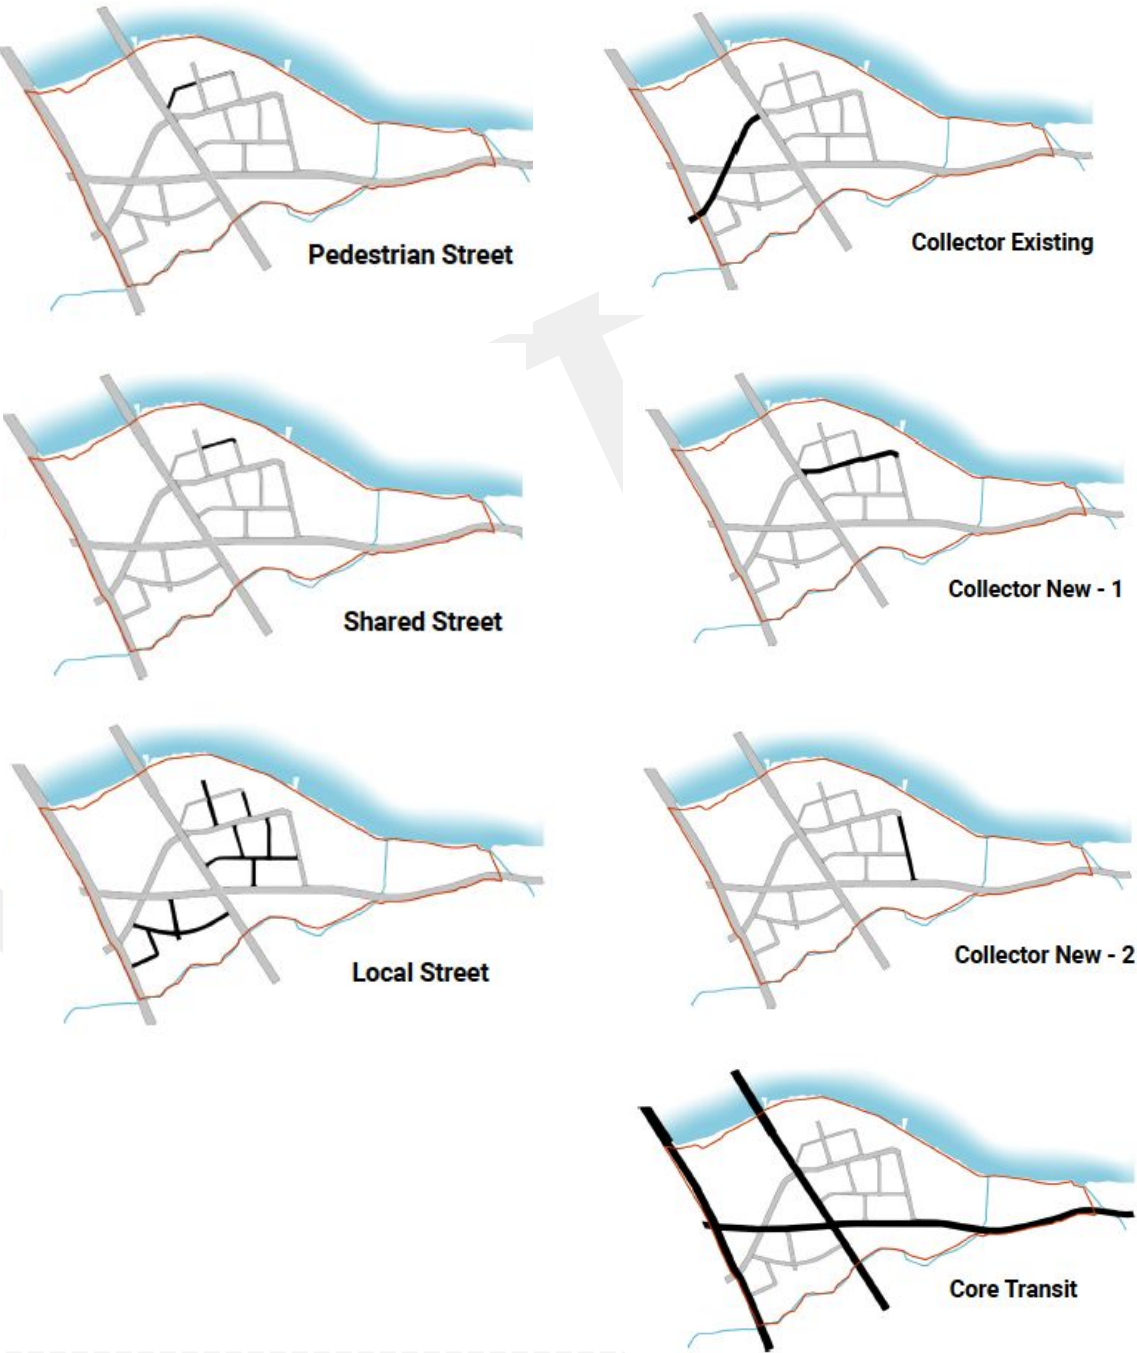 Pedestrian Street
Collector Existing
Shared Street
Collector New - 1
Local Street
Collector New - 2
Core Transit